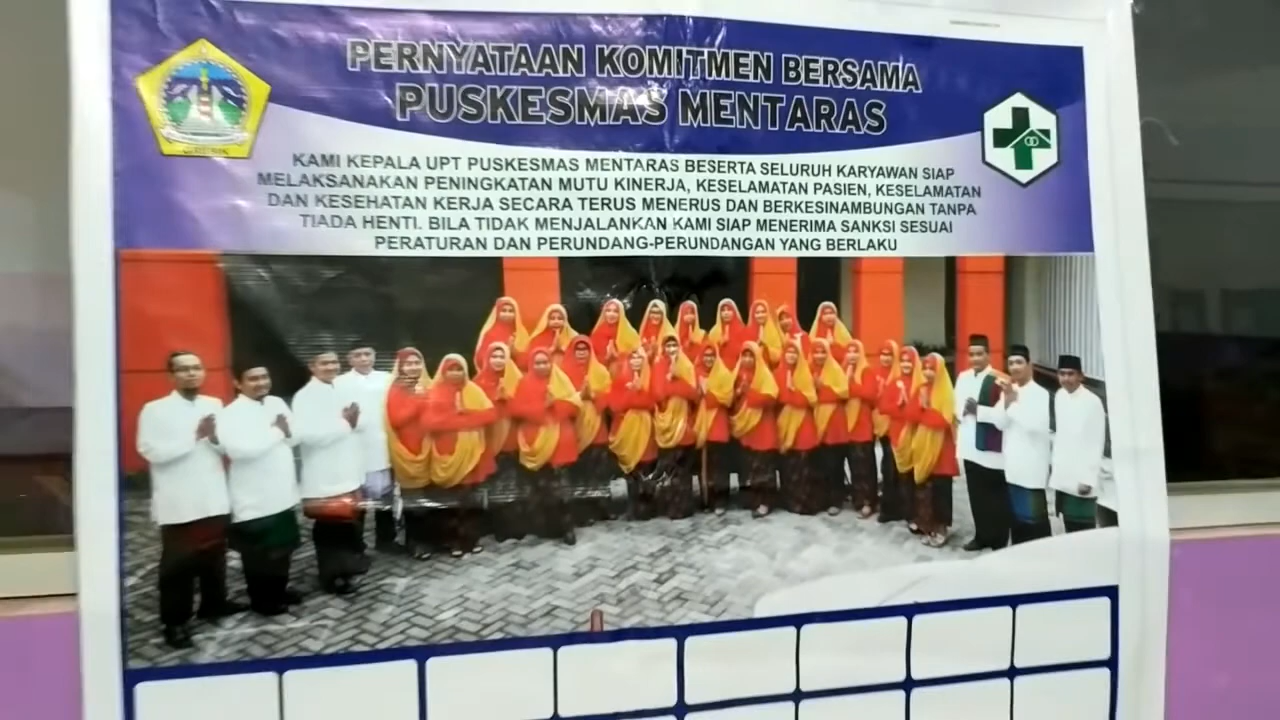 PERNYATAAN KOMITMEN BERSAMA
PUSKESMAS MENTARAS
KAMI KEPALA UPT PUSKESMAS MENTARAS BESERTA SELURUH KARYAWAN SIAP
MELAKSANAKAN PENINGKATAN MUTU KINERJA, KESELAMATAN PASIEN, KESELAMATAN
DAN KESEHATAN KERJA SECARA TERUS MENERUS DAN BERKESINAMBUNGAN TANPA
TIADA HENTI. BILA TIDAK MENJALANKAN KAMI SIAP MENERIMA SANKSI SESUAI
PERATURAN DAN PERUNDANG-PERUNDANGAN YANG BERLAKU